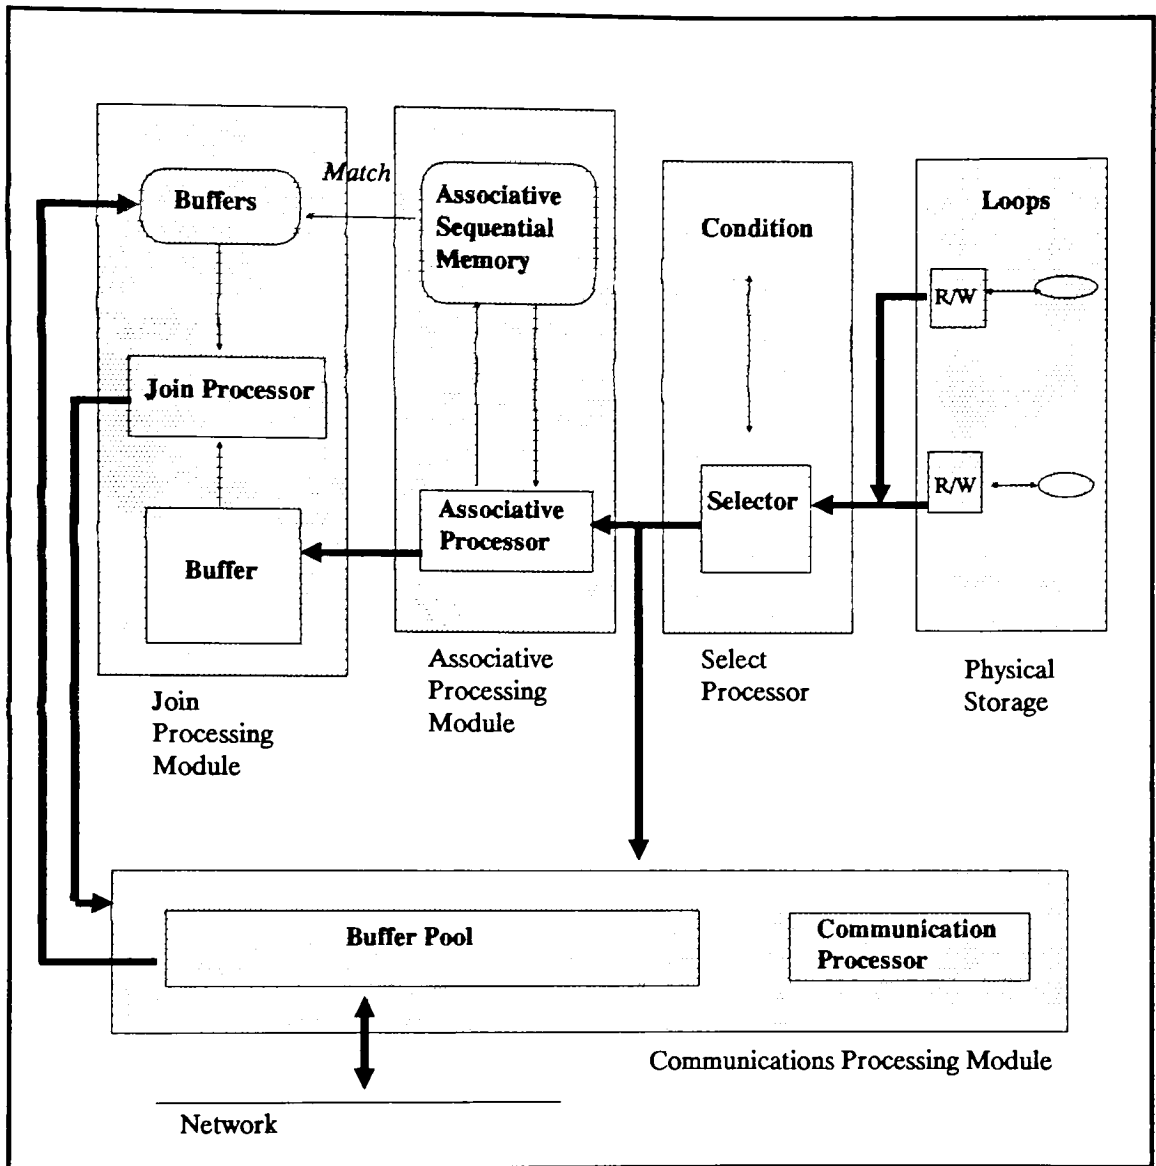 Match
Buffers
Join Processor
Buffer
Join
Processing
Module
Associative
Sequential
Memory
Associative
Processor
Associative
Processing
Module
Condition
Selector
Select
Processor
Loops
R/W
R/W
Physical
Storage
Buffer Pool
Communication
Processor
Communications Processing Module
Network